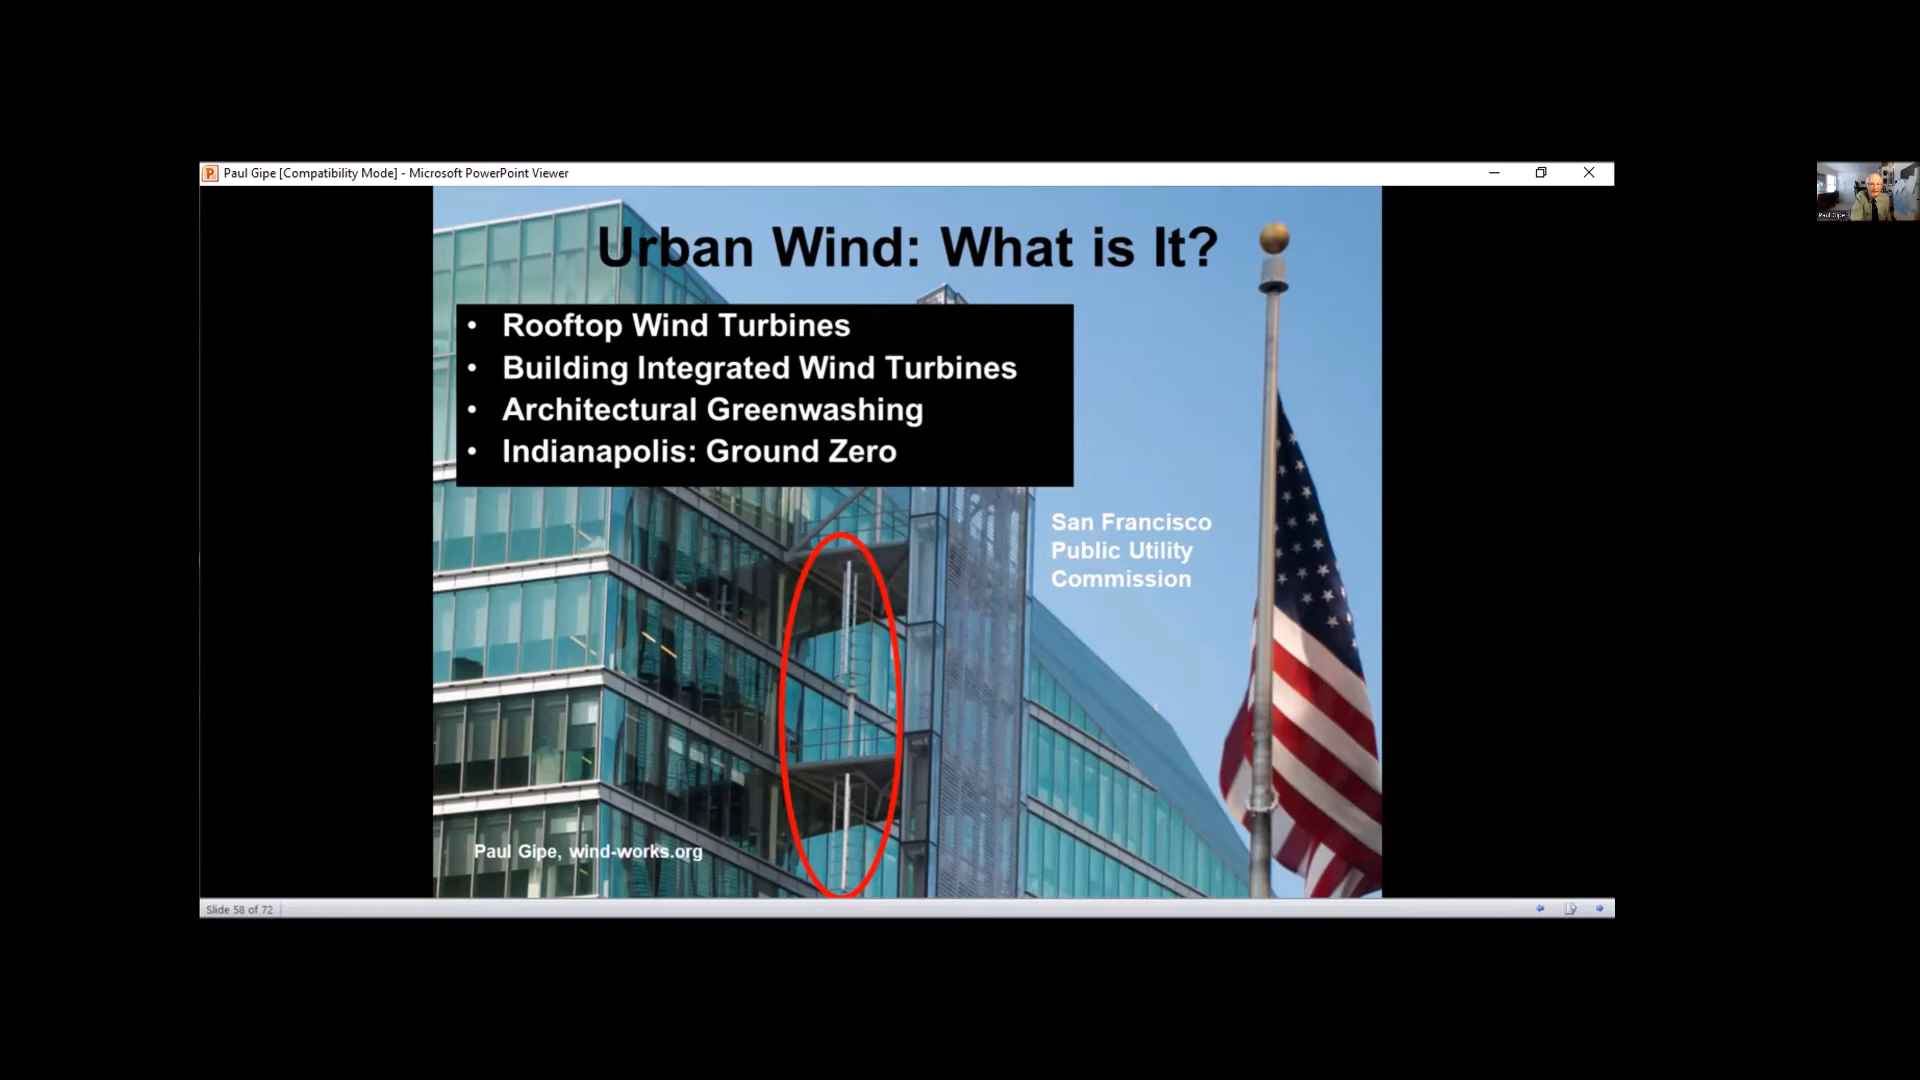 Paul Gipe [Compatibility Mode] - Microsoft PowerPoint Viewer
Urban Wind: What is It?
• Rooftop Wind Turbines
• Building Integrated Wind Turbines
• Architectural Greenwashing
• Indianapolis: Ground Zero
San Francisco
Public Utility
Commission
Paul Gipe, wind-works.org
Slide 58 of 72
Paul Gipe